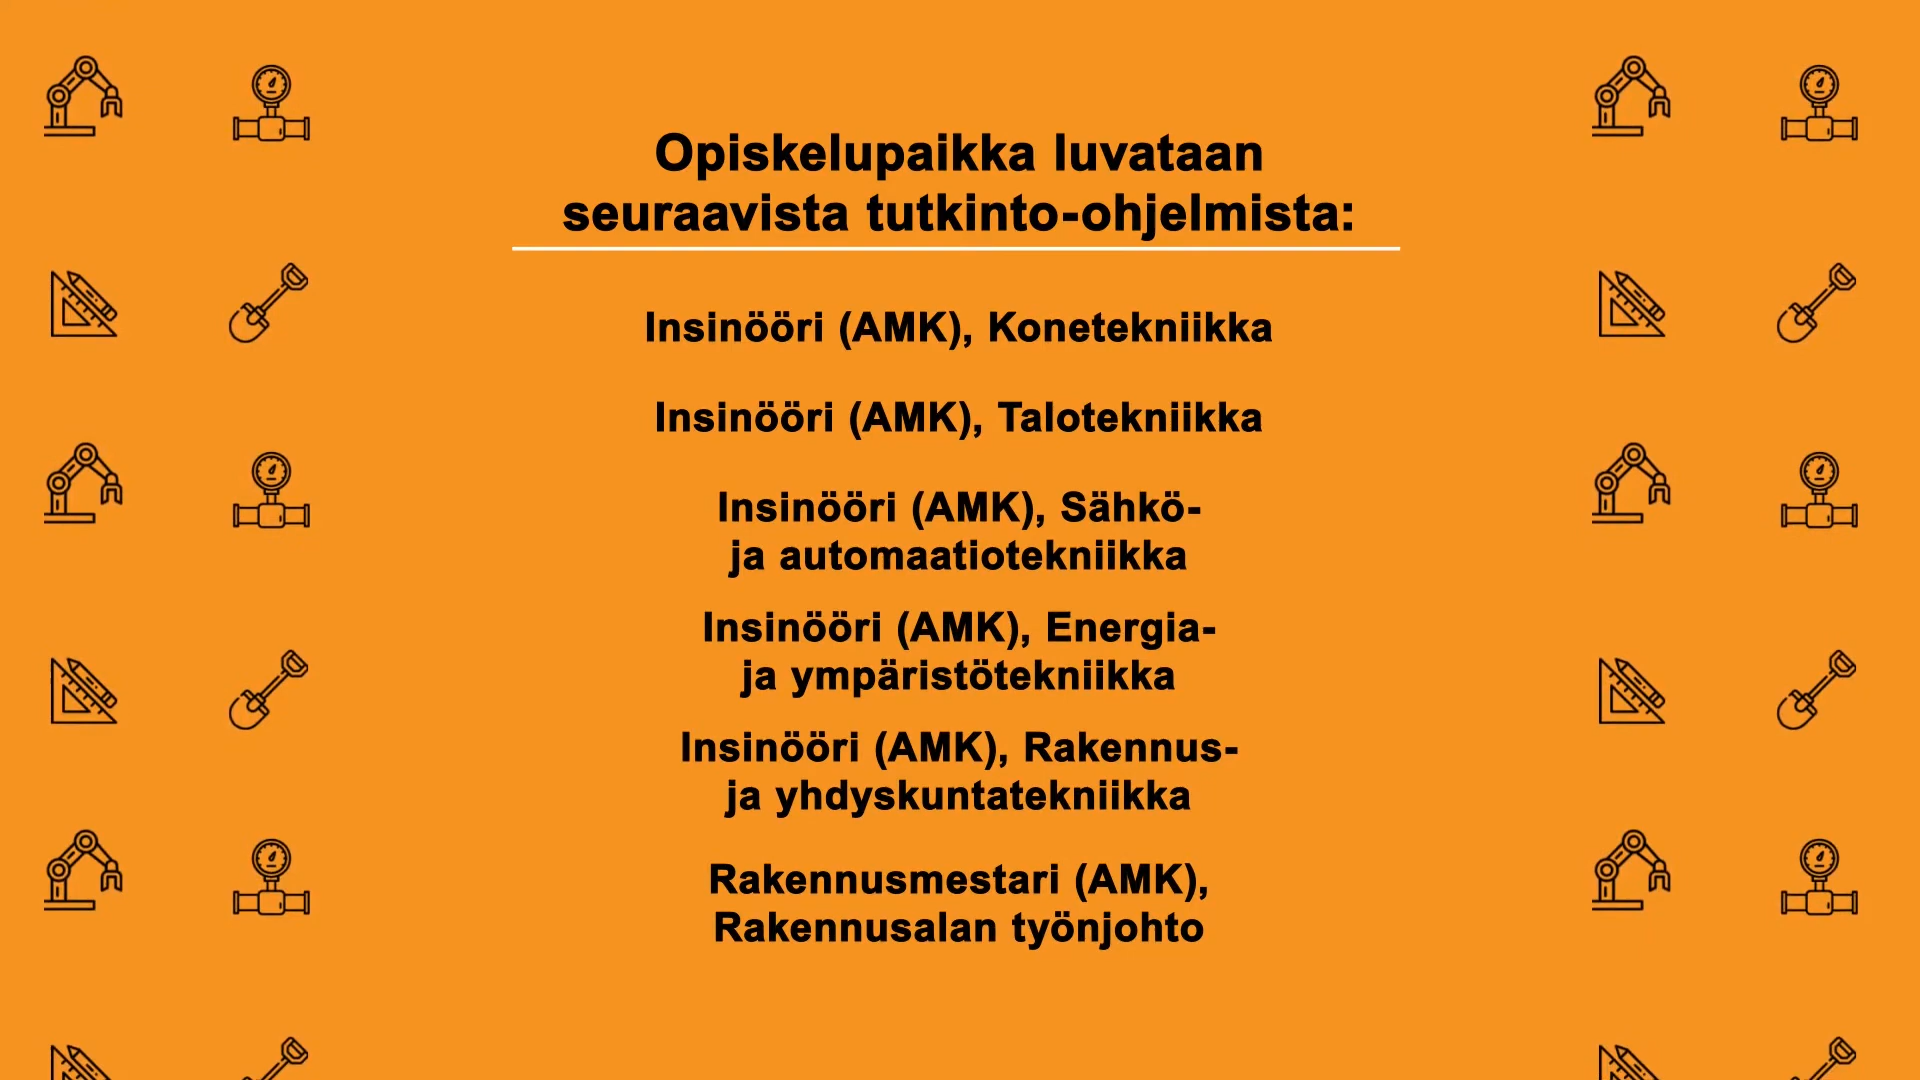 Opiskelupaikka luvataan
seuraavista tutkinto-ohjelmista:
Insinööri (AMK), Konetekniikka
Insinööri (AMK), Talotekniikka
Insinööri (AMK), Sähkö-
ja automaatiotekniikka
Insinööri (AMK), Energia-
ja ympäristötekniikka
Insinööri (AMK), Rakennus-
ja yhdyskuntatekniikka
Rakennusmestari (AMK),
Rakennusalan työnjohto